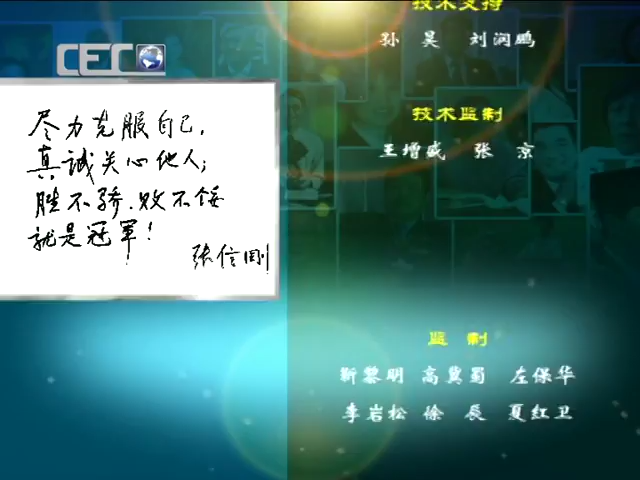 CEC
尽力克服自己，
真诚关心他人；
胜不骄、败不馁
就是冠军！
张信刚
技术支持
孙 昊 刘润鹏
技术监制
王增盛 张 京
监 制
靳黎明 高冀蜀 左保华
李岩松 徐 辰 夏红卫